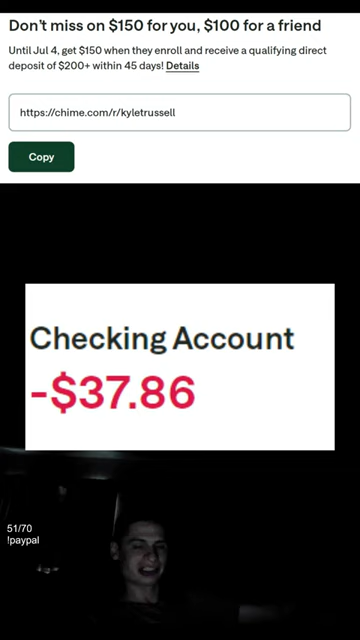 Don't miss on $150 for you, $100 for a friend
Until Jul 4, get $150 when they enroll and receive a qualifying direct
deposit of $200+ within 45 days! Details
https://chime.com/r/kyletrussell
Copy
Checking Account
-$37.86
51/70
!paypal